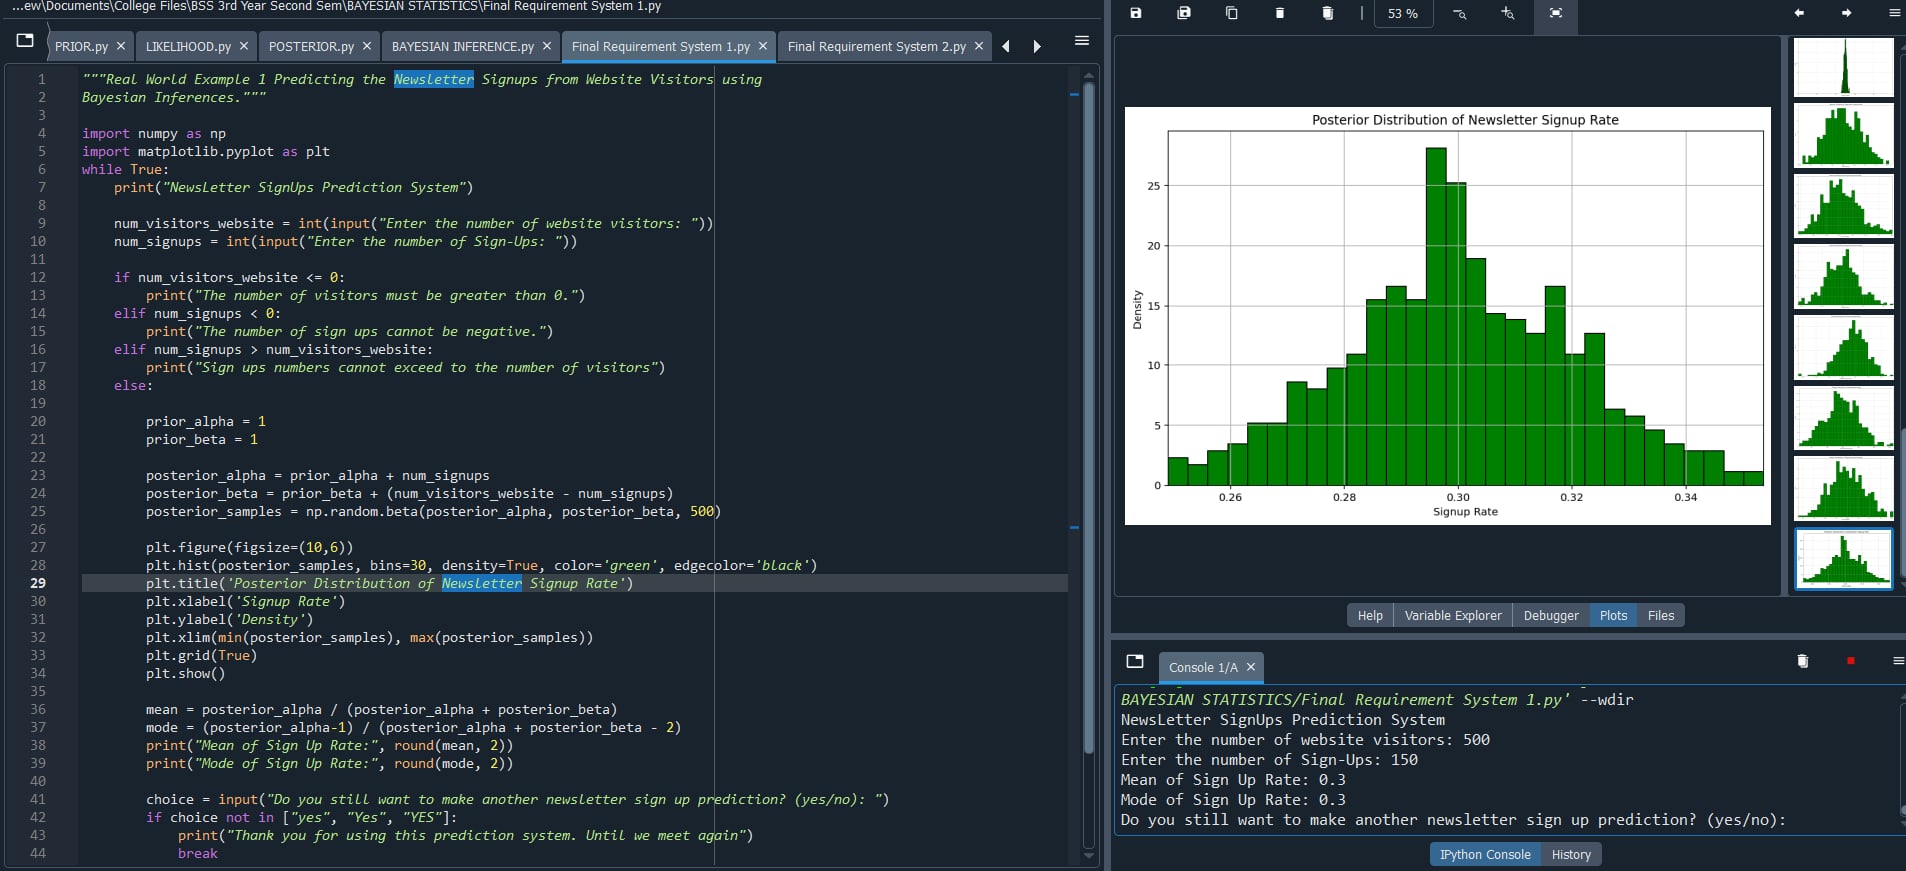 ...ew\Documents\College Files\BSS 3rd Year Second Sem\BAYESIAN STATISTICS\Final Requirement System 1.py
PRIOR.py LIKELIHOOD.py POSTERIOR.py BAYESIAN INFERENCE.py Final Requirement System 1.py Final Requirement System 2.py
1 """Real World Example 1 Predicting the Newsletter Signups from Website Visitors using
2 Bayesian Inferences."""
3
4 import numpy as np
5 import matplotlib.pyplot as plt
6 while True:
7 print("NewsLetter SignUps Prediction System")
8
9 num_visitors_website = int(input("Enter the number of website visitors: "))
10 num_signups = int(input("Enter the number of Sign-Ups: "))
11
12 if num_visitors_website <= 0:
13 print("The number of visitors must be greater than 0.")
14 elif num_signups < 0:
15 print("The number of sign ups cannot be negative.")
16 elif num_signups > num_visitors_website:
17 print("Sign ups numbers cannot exceed to the number of visitors")
18 else:
19
20 prior_alpha = 1
21 prior_beta = 1
22
23 posterior_alpha = prior_alpha + num_signups
24 posterior_beta = prior_beta + (num_visitors_website - num_signups)
25 posterior_samples = np.random.beta(posterior_alpha, posterior_beta, 500)
26
27 plt.figure(figsize=(10,6))
28 plt.hist(posterior_samples, bins=30, density=True, color='green', edgecolor='black')
29 plt.title('Posterior Distribution of Newsletter Signup Rate')
30 plt.xlabel('Signup Rate')
31 plt.ylabel('Density')
32 plt.xlim(min(posterior_samples), max(posterior_samples))
33 plt.grid(True)
34 plt.show()
35
36 mean = posterior_alpha / (posterior_alpha + posterior_beta)
37 mode = (posterior_alpha-1) / (posterior_alpha + posterior_beta - 2)
38 print("Mean of Sign Up Rate:", round(mean, 2))
39 print("Mode of Sign Up Rate:", round(mode, 2))
40
41 choice = input("Do you still want to make another newsletter sign up prediction? (yes/no): ")
42 if choice not in ["yes", "Yes", "YES"]:
43 print("Thank you for using this prediction system. Until we meet again")
44 break
53 %
Posterior Distribution of Newsletter Signup Rate
25
20
15
10
5
0
Density
0.26 0.28 0.30 0.32 0.34
Signup Rate
Help Variable Explorer Debugger Plots Files
Console 1/A
BAYESIAN STATISTICS/Final Requirement System 1.py' --wdir
NewsLetter SignUps Prediction System
Enter the number of website visitors: 500
Enter the number of Sign-Ups: 150
Mean of Sign Up Rate: 0.3
Mode of Sign Up Rate: 0.3
Do you still want to make another newsletter sign up prediction? (yes/no):
IPython Console History